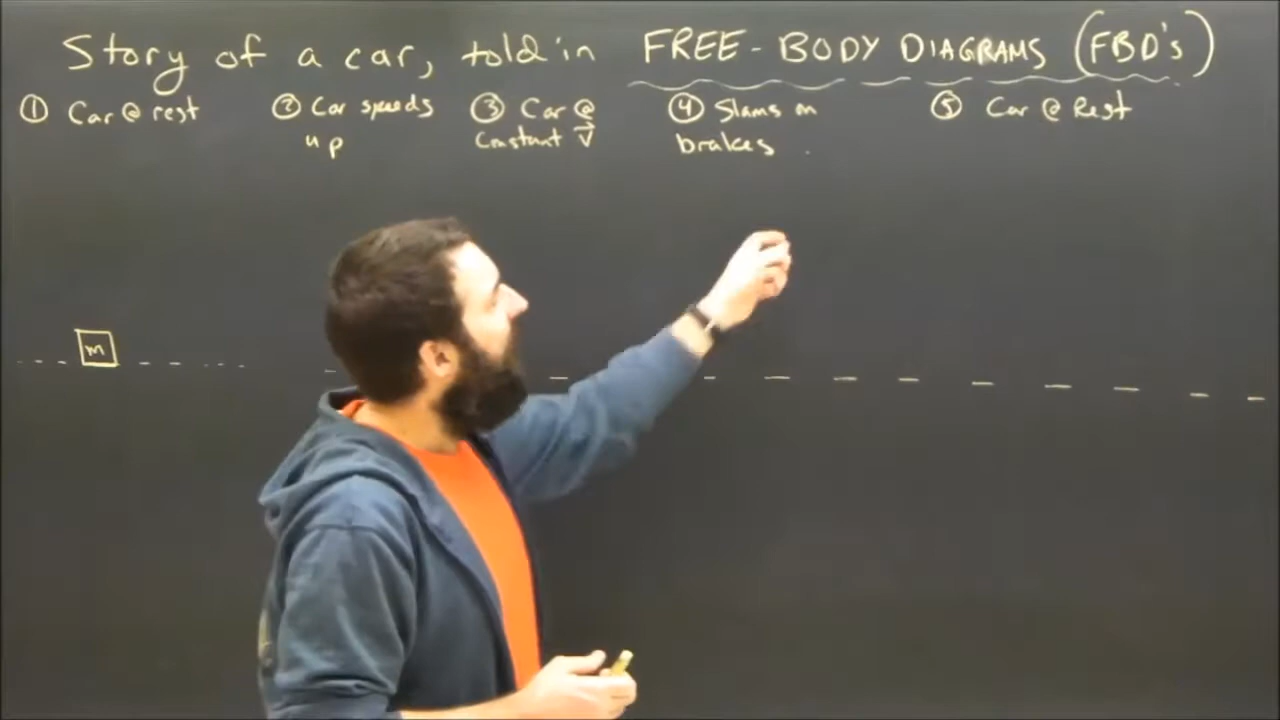 Story of a car, told in FREE-BODY DIAGRAMS (FBD's)
① Car @ rest
② Car speeds
up
③ Car @
Constant v⃗
④ Slams on
brakes
⑤ Car @ Rest
m